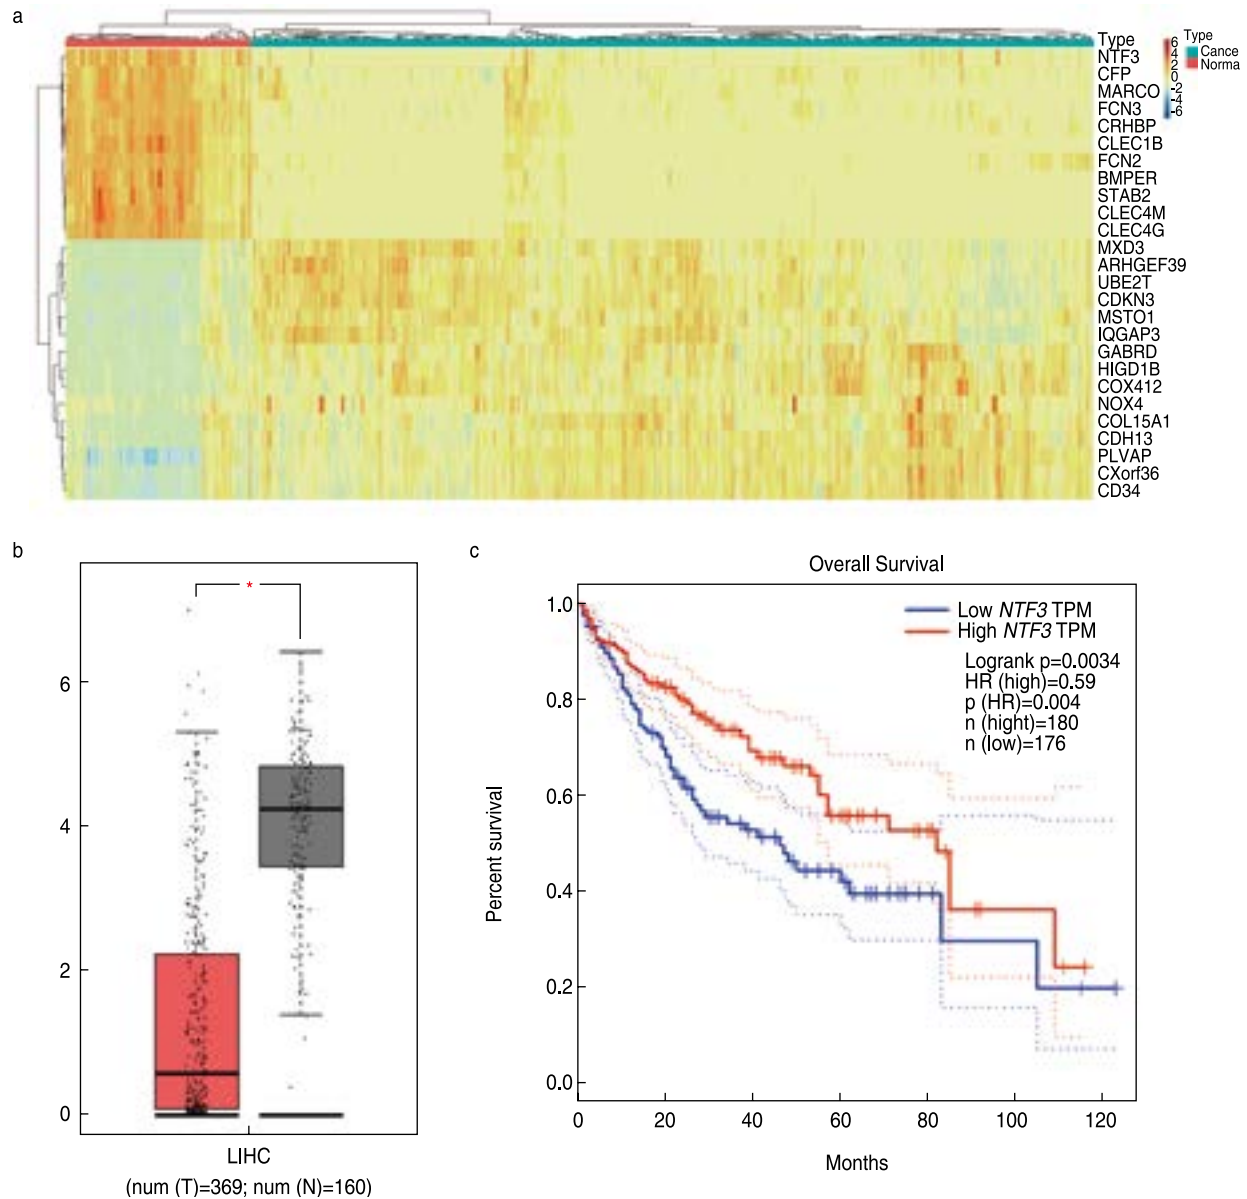 a
Type
NTF3
CFP
MARCO
FCN3
CRHBP
CLEC1B
FCN2
BMPER
STAB2
CLEC4M
CLEC4G
MXD3
ARHGEF39
UBE2T
CDKN3
MSTO1
IQGAP3
GABRD
HIGD1B
COX412
NOX4
COL15A1
CDH13
PLVAP
CXorf36
CD34
6
4
2
0
-2
-4
-6
Type
Cance
Norma
b
*
6
4
2
0
LIHC
(num (T)=369; num (N)=160)
c
Overall Survival
Low NTF3 TPM
High NTF3 TPM
Logrank p=0.0034
HR (high)=0.59
p (HR)=0.004
n (hight)=180
n (low)=176
Percent survival
1.0
0.8
0.6
0.4
0.2
0.0
0 20 40 60 80 100 120
Months